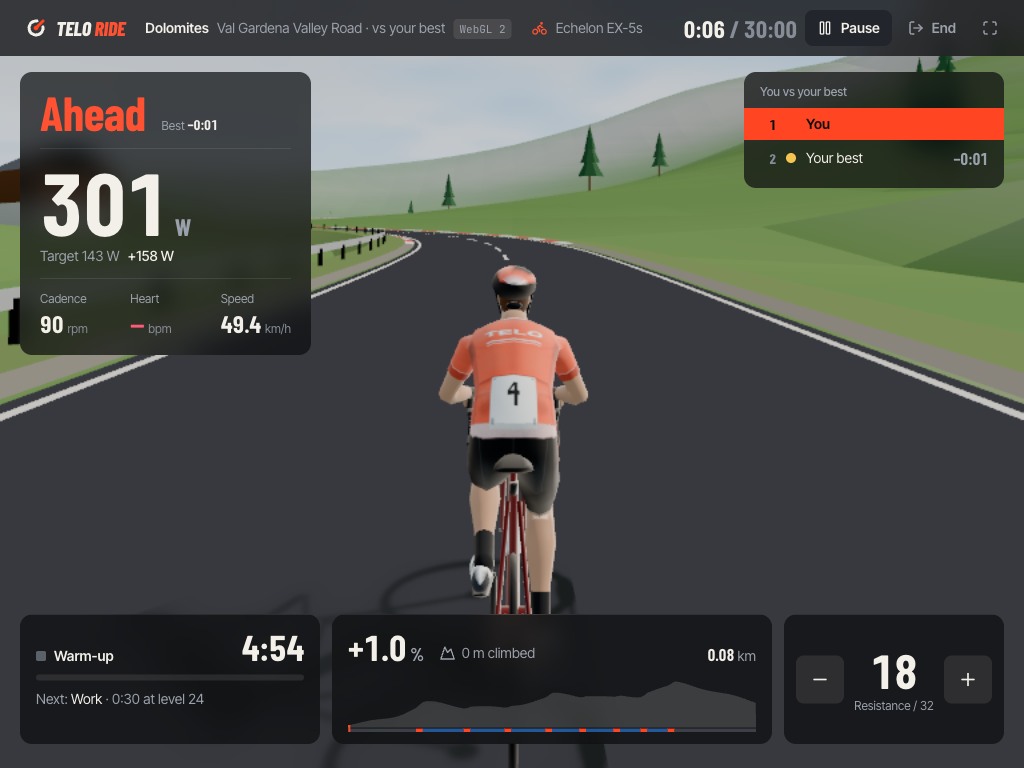 TELO RIDE Dolomites Val Gardena Valley Road · vs your best WebGL 2 Echelon EX-5s 0:06 / 30:00 Pause End
Ahead Best −0:01
301 W
Target 143 W +158 W
Cadence Heart Speed
90 rpm — bpm 49.4 km/h
You vs your best
1 You
2 Your best −0:01
TELO
4
Warm-up 4:54
Next: Work · 0:30 at level 24
+1.0 % 0 m climbed 0.08 km
− 18 +
Resistance / 32